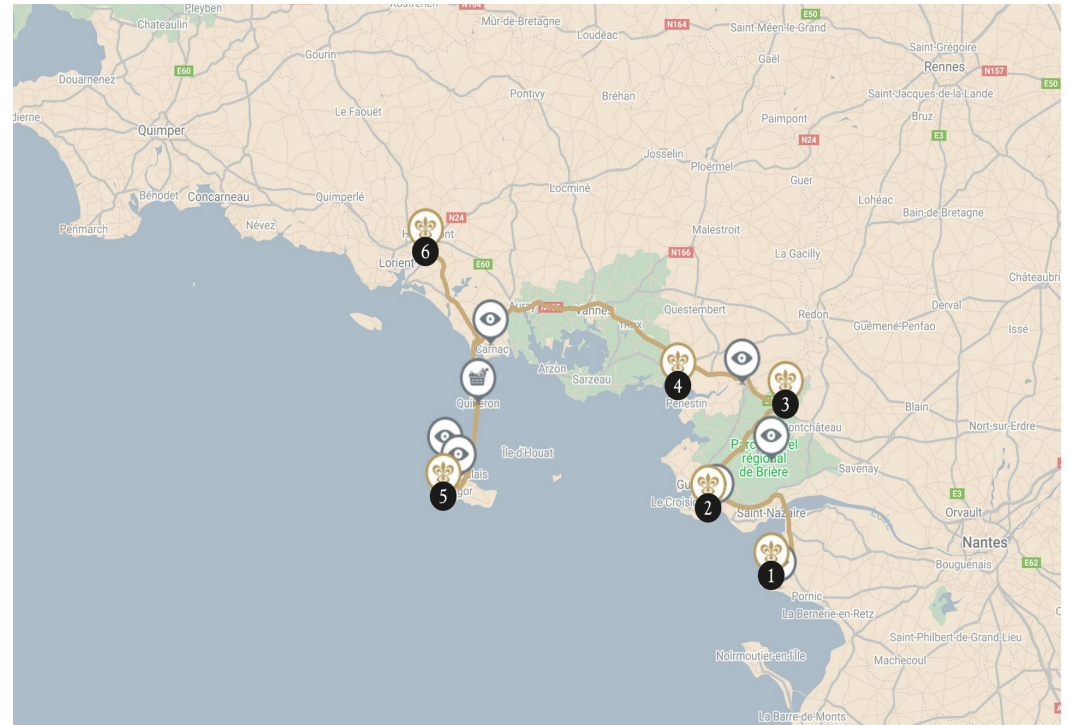 Pleyben
Rostrenen
N164
E50
Chateaulin
Mûr-de-Bretagne
N164
Saint-Méen-le-Grand
Loudéac
Gourin
Saint-Grégoire
Gaël
Rennes
N157
Douarnenez
E60
E50
Pontivy
Bréhan
Saint-Jacques-de-la-Lande
Le Faouët
Bruz
Paimpont
Quimper
E3
N24
Josselin
Ploërmel
Guer
Locminé
Bénodet
Concarneau
Quimperlé
Lohéac
Bain-de-Bretagne
Penmarch
Névez
N24
Malestroit
6
N166
La Gacilly
Lorient
E60
Derval
Questembert
Redon
Guémené-Penfao
Issé
Carnac
Arzon
Sarzeau
4
Pénestin
3
Quiberon
Blain
Nort-sur-Erdre
Île-d'Houat
régional
de Brière
Savenay
5
E3
2
Le Croisic
Saint-Nazaire
Orvault
Nantes
1
Bouguenais
E62
Pornic
La Bernerie-en-Retz
Saint-Philbert-de-Grand-Lieu
Noirmoutier-en-l'Île
Machecoul
La Barre-de-Monts